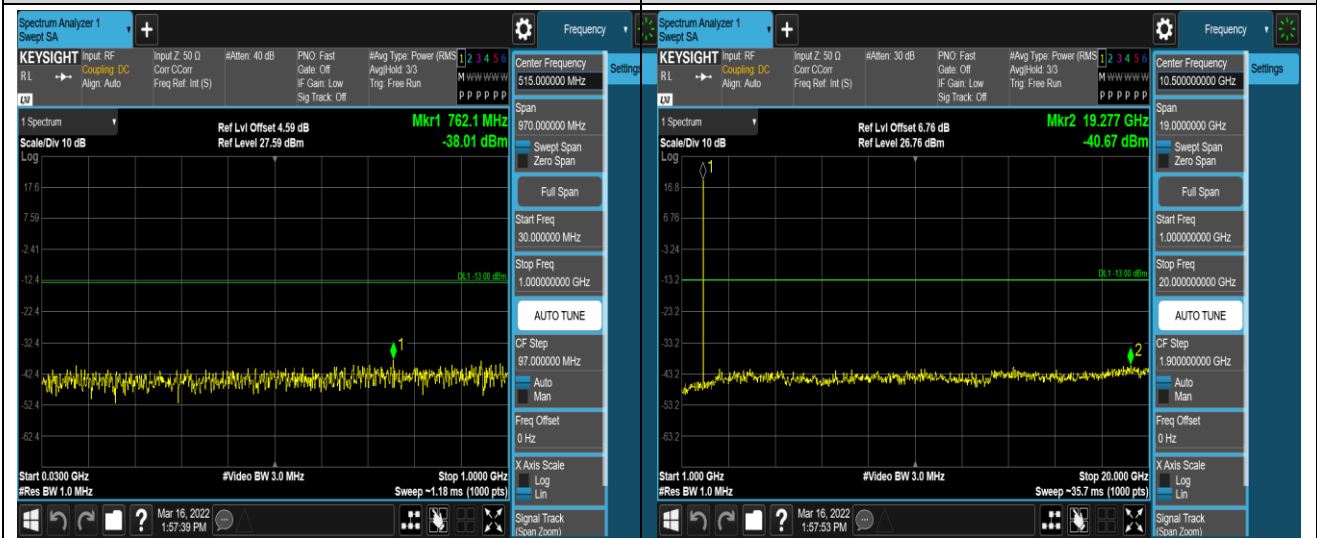 Spectrum Analyzer 1
Swept SA
+
Frequency
KEYSIGHT
RL
LXI
Input: RF
Coupling: DC
Align: Auto
Input Z: 50 Ω
Corr CCorr
Freq Ref: Int (S)
#Atten: 40 dB
PNO: Fast
Gate: Off
IF Gain: Low
Sig Track: Off
#Avg Type: Power (RMS
Avg|Hold: 3/3
Trig: Free Run
1 2 3 4 5 6
M W W W W W
P P P P P P
Center Frequency
515.000000 MHz
Settings
1 Spectrum
Scale/Div 10 dB
Log
Ref Lvl Offset 4.59 dB
Ref Level 27.59 dBm
Mkr1 762.1 MHz
-38.01 dBm
17.6
7.59
-2.41
-12.4
-22.4
-32.4
-42.4
-52.4
-62.4
DL1 -13.00 dBm
1
Start 0.0300 GHz
#Res BW 1.0 MHz
#Video BW 3.0 MHz
Stop 1.0000 GHz
Sweep ~1.18 ms (1000 pts)
Span
970.000000 MHz
Swept Span
Zero Span
Full Span
Start Freq
30.000000 MHz
Stop Freq
1.000000000 GHz
AUTO TUNE
CF Step
97.000000 MHz
Auto
Man
Freq Offset
0 Hz
X Axis Scale
Log
Lin
Signal Track
(Span Zoom)
?
Mar 16, 2022
1:57:39 PM
Spectrum Analyzer 1
Swept SA
+
Frequency
KEYSIGHT
RL
LXI
Input: RF
Coupling: DC
Align: Auto
Input Z: 50 Ω
Corr CCorr
Freq Ref: Int (S)
#Atten: 30 dB
PNO: Fast
Gate: Off
IF Gain: Low
Sig Track: Off
#Avg Type: Power (RMS
Avg|Hold: 3/3
Trig: Free Run
1 2 3 4 5 6
M W W W W W
P P P P P P
Center Frequency
10.500000000 GHz
Settings
1 Spectrum
Scale/Div 10 dB
Log
Ref Lvl Offset 6.76 dB
Ref Level 26.76 dBm
Mkr2 19.277 GHz
-40.67 dBm
1
16.8
6.76
-3.24
-13.2
-23.2
-33.2
-43.2
-53.2
-63.2
DL1 -13.00 dBm
2
Start 1.000 GHz
#Res BW 1.0 MHz
#Video BW 3.0 MHz
Stop 20.000 GHz
Sweep ~35.7 ms (1000 pts)
Span
19.0000000 GHz
Swept Span
Zero Span
Full Span
Start Freq
1.000000000 GHz
Stop Freq
20.000000000 GHz
AUTO TUNE
CF Step
1.900000000 GHz
Auto
Man
Freq Offset
0 Hz
X Axis Scale
Log
Lin
Signal Track
(Span Zoom)
?
Mar 16, 2022
1:57:53 PM